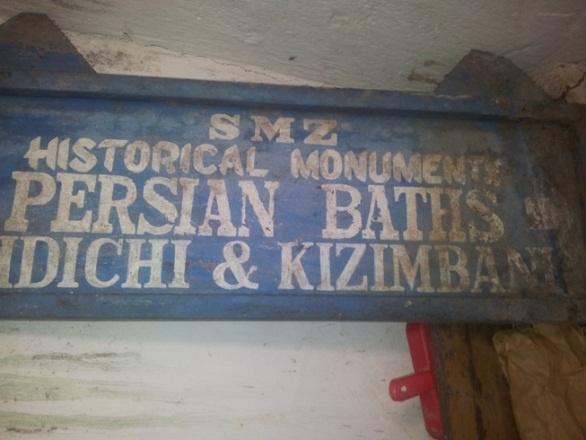 SMZ
HISTORICAL MONUMENTS
PERSIAN BATHS
IDICHI & KIZIMBANI